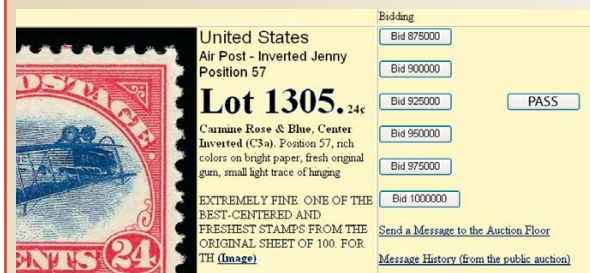 POSTAGE
CENTS 24
United States
Air Post - Inverted Jenny
Position 57
Lot 1305. 24¢
Carmine Rose & Blue, Center
Inverted (C3a). Position 57, rich
colors on bright paper, fresh original
gum, small light trace of hinging
EXTREMELY FINE. ONE OF THE
BEST-CENTERED AND
FRESHEST STAMPS FROM THE
ORIGINAL SHEET OF 100. FOR
TH (Image)
Bidding
Bid 875000
Bid 900000
Bid 925000
PASS
Bid 950000
Bid 975000
Bid 1000000
Send a Message to the Auction Floor
Message History (from the public auction)